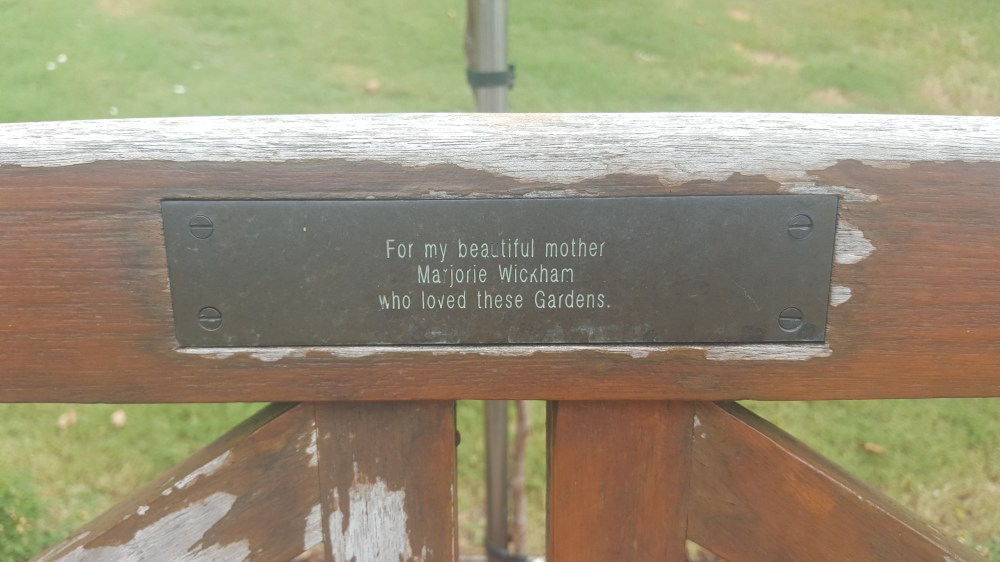 For my beautiful mother
Marjorie Wickham
who loved these Gardens.